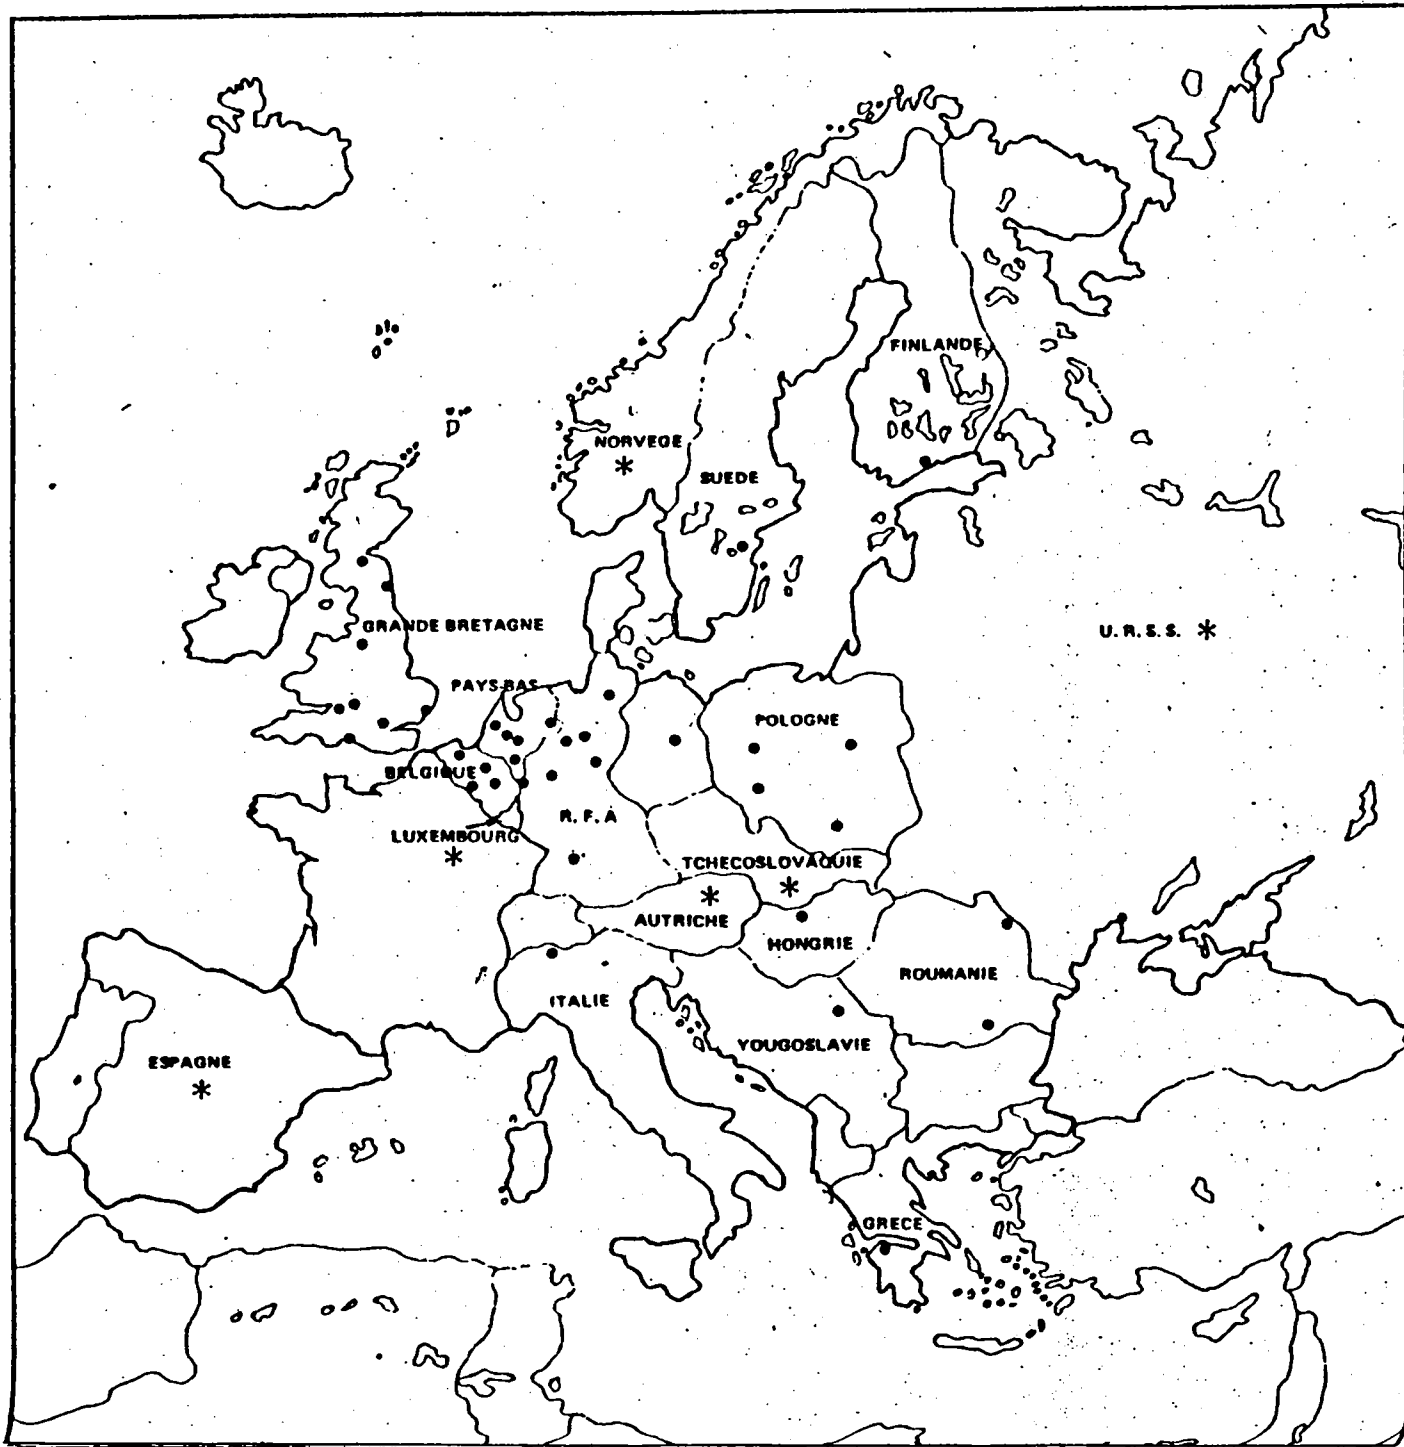 FINLANDE
NORVEGE
*
SUEDE
GRANDE BRETAGNE
U. R. S. S. *
PAYS-BAS
POLOGNE
BELGIQUE
R. F. A
LUXEMBOURG
*
TCHECOSLOVAQUIE
*
*
AUTRICHE
HONGRIE
ROUMANIE
ITALIE
YOUGOSLAVIE
ESPAGNE
*
GRECE